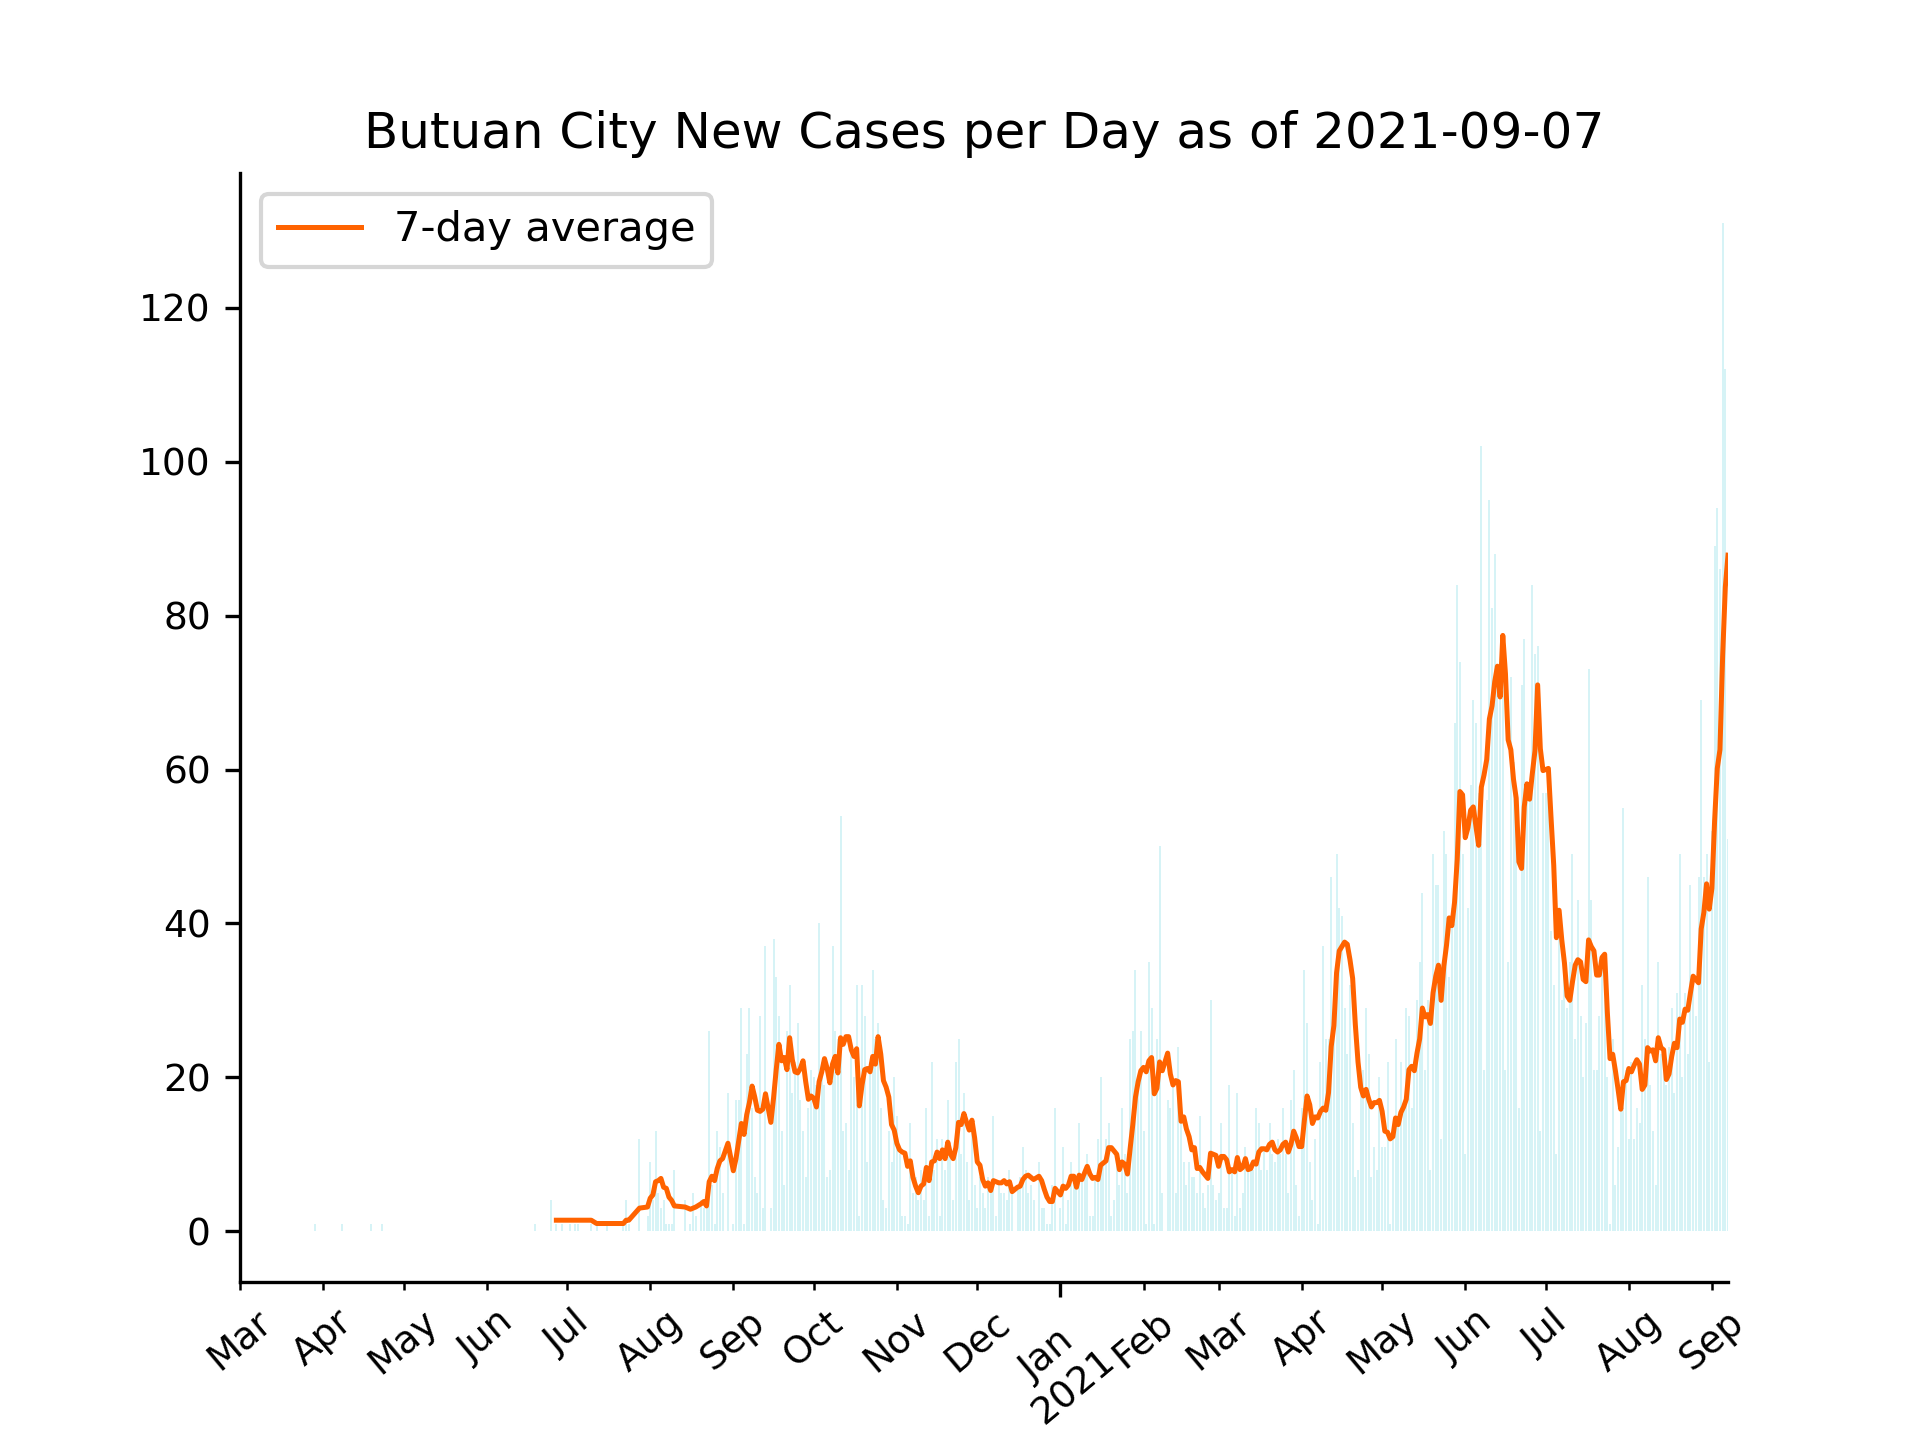 Butuan City New Cases per Day as of 2021-09-07
7-day average
120
100
80
60
40
20
0
Mar Apr May Jun Jul Aug Sep Oct Nov Dec Jan Feb Mar Apr May Jun Jul Aug Sep
2021